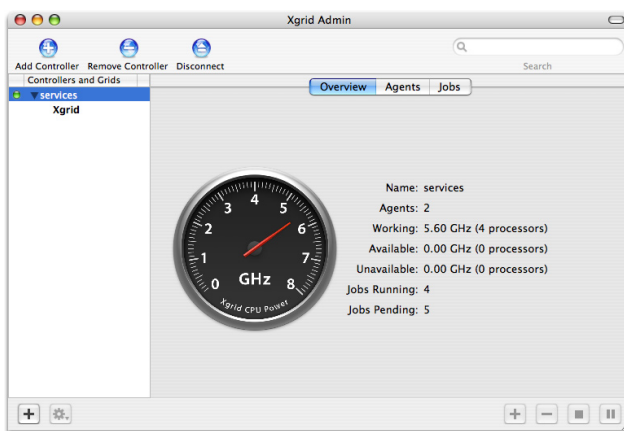 Xgrid Admin
Add Controller Remove Controller Disconnect
Search
Controllers and Grids
services
Xgrid
Overview Agents Jobs
0
1
2
3
4
5
6
7
8
GHz
Xgrid CPU Power
Name: services
Agents: 2
Working: 5.60 GHz (4 processors)
Available: 0.00 GHz (0 processors)
Unavailable: 0.00 GHz (0 processors)
Jobs Running: 4
Jobs Pending: 5